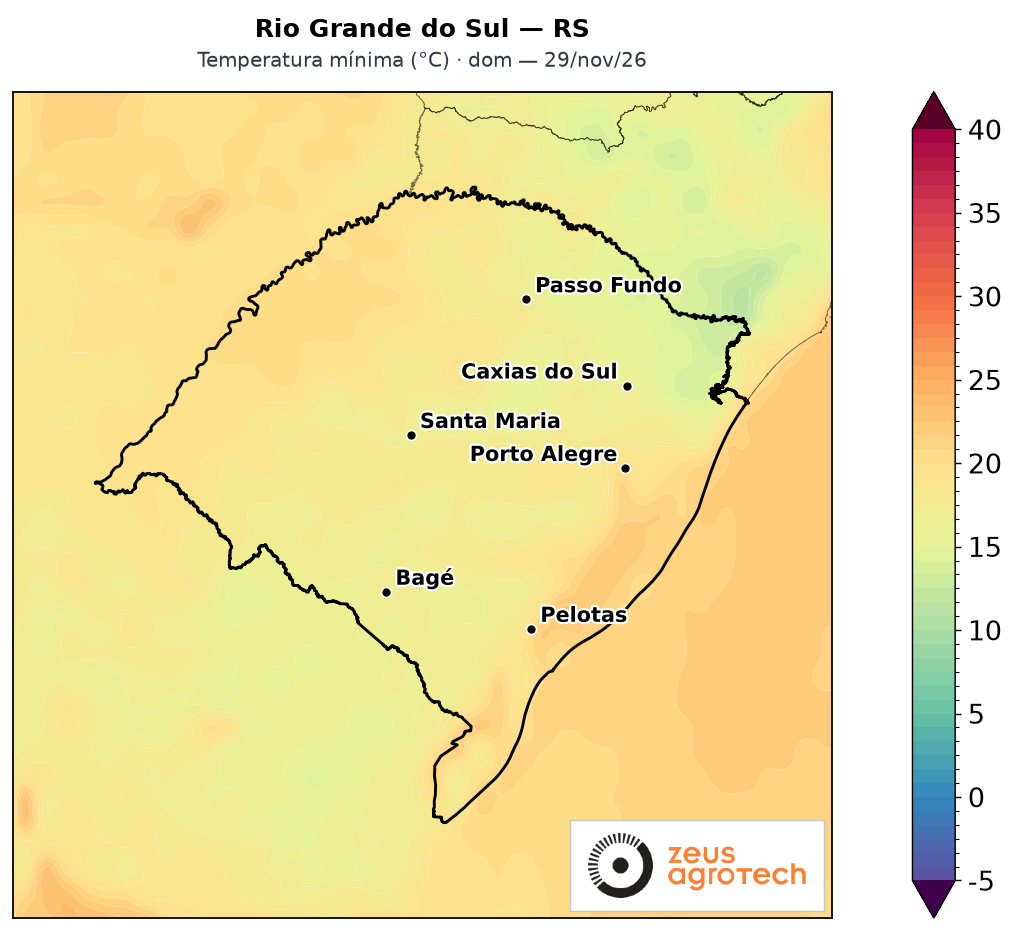 Rio Grande do Sul — RS
Temperatura mínima (°C) · dom — 29/nov/26
Passo Fundo
Caxias do Sul
Santa Maria
Porto Alegre
Bagé
Pelotas
40
35
30
25
20
15
10
5
0
-5
zeus
agrotech